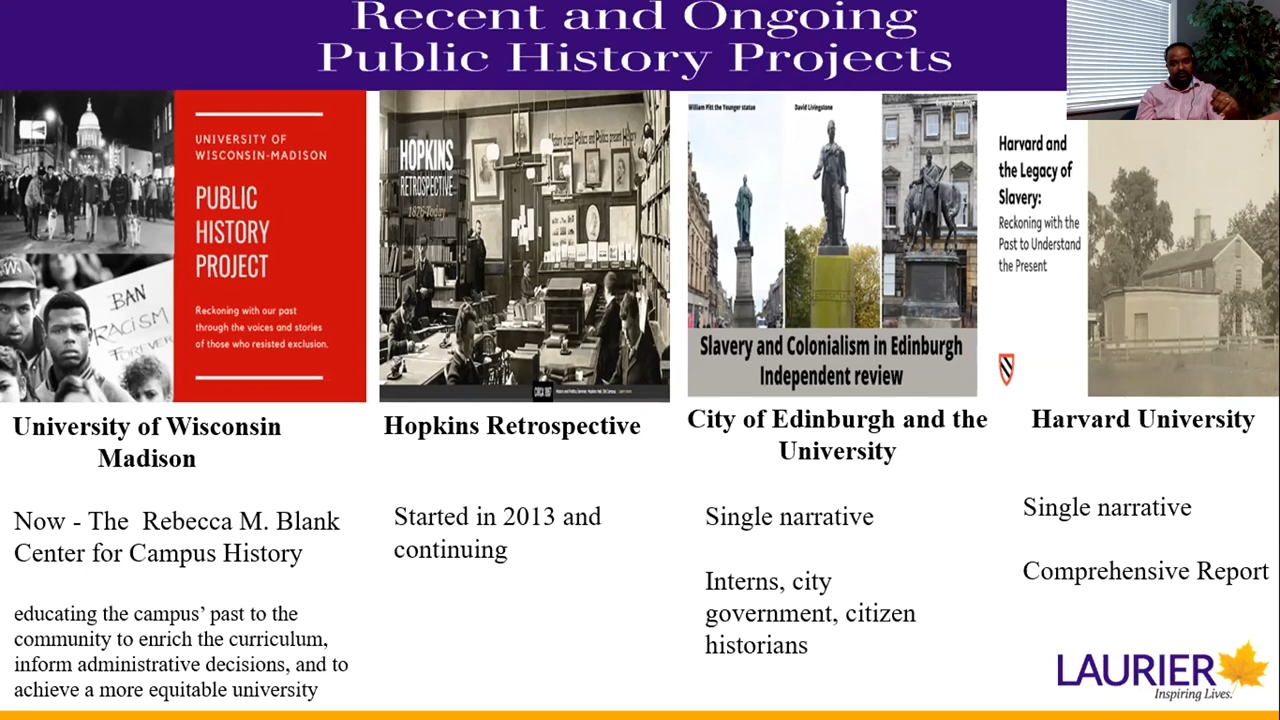 Recent and Ongoing
Public History Projects
UNIVERSITY OF
WISCONSIN-MADISON
PUBLIC
HISTORY
PROJECT
Reckoning with our past
through the voices and stories
of those who resisted exclusion.
W
BAN
RACISM
FOREVER
HOPKINS
RETROSPECTIVE
1876-Today
CIRCA 1887
William Pitt the Younger statue
David Livingstone
Slavery and Colonialism in Edinburgh
Independent review
Harvard and
the Legacy of
Slavery:
Reckoning with the
Past to Understand
the Present
University of Wisconsin
Madison
Now - The Rebecca M. Blank
Center for Campus History
educating the campus' past to the
community to enrich the curriculum,
inform administrative decisions, and to
achieve a more equitable university
Hopkins Retrospective
Started in 2013 and
continuing
City of Edinburgh and the
University
Single narrative
Interns, city
government, citizen
historians
Harvard University
Single narrative
Comprehensive Report
LAURIER
Inspiring Lives.